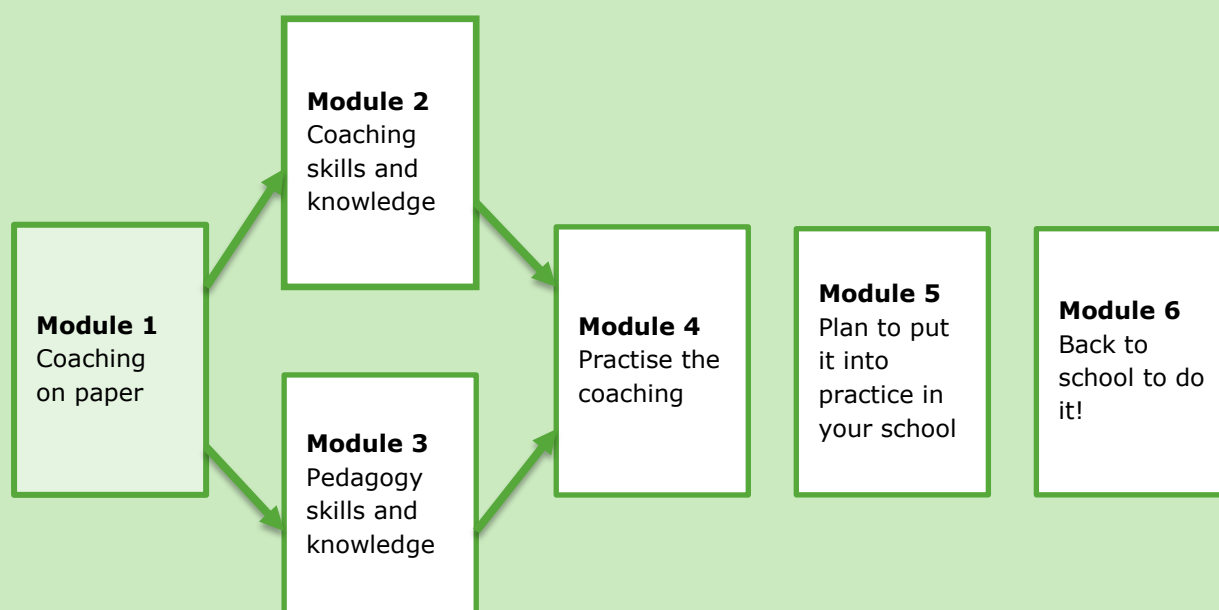 Module 1
Coaching
on paper
Module 2
Coaching
skills and
knowledge
Module 3
Pedagogy
skills and
knowledge
Module 4
Practise the
coaching
Module 5
Plan to put
it into
practice in
your school
Module 6
Back to
school to do
it!